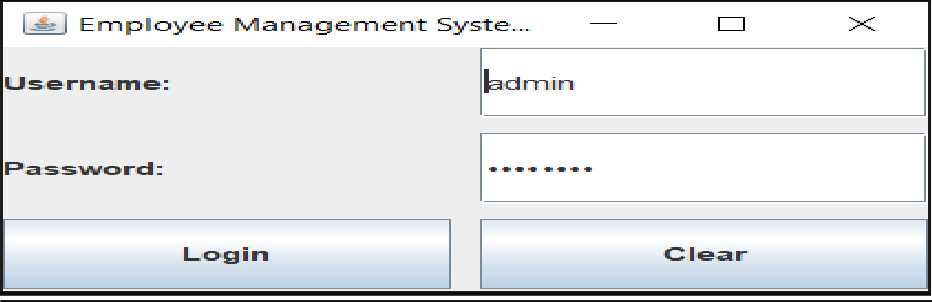 Employee Management Syste...
Username: admin
Password: ••••••••
Login Clear